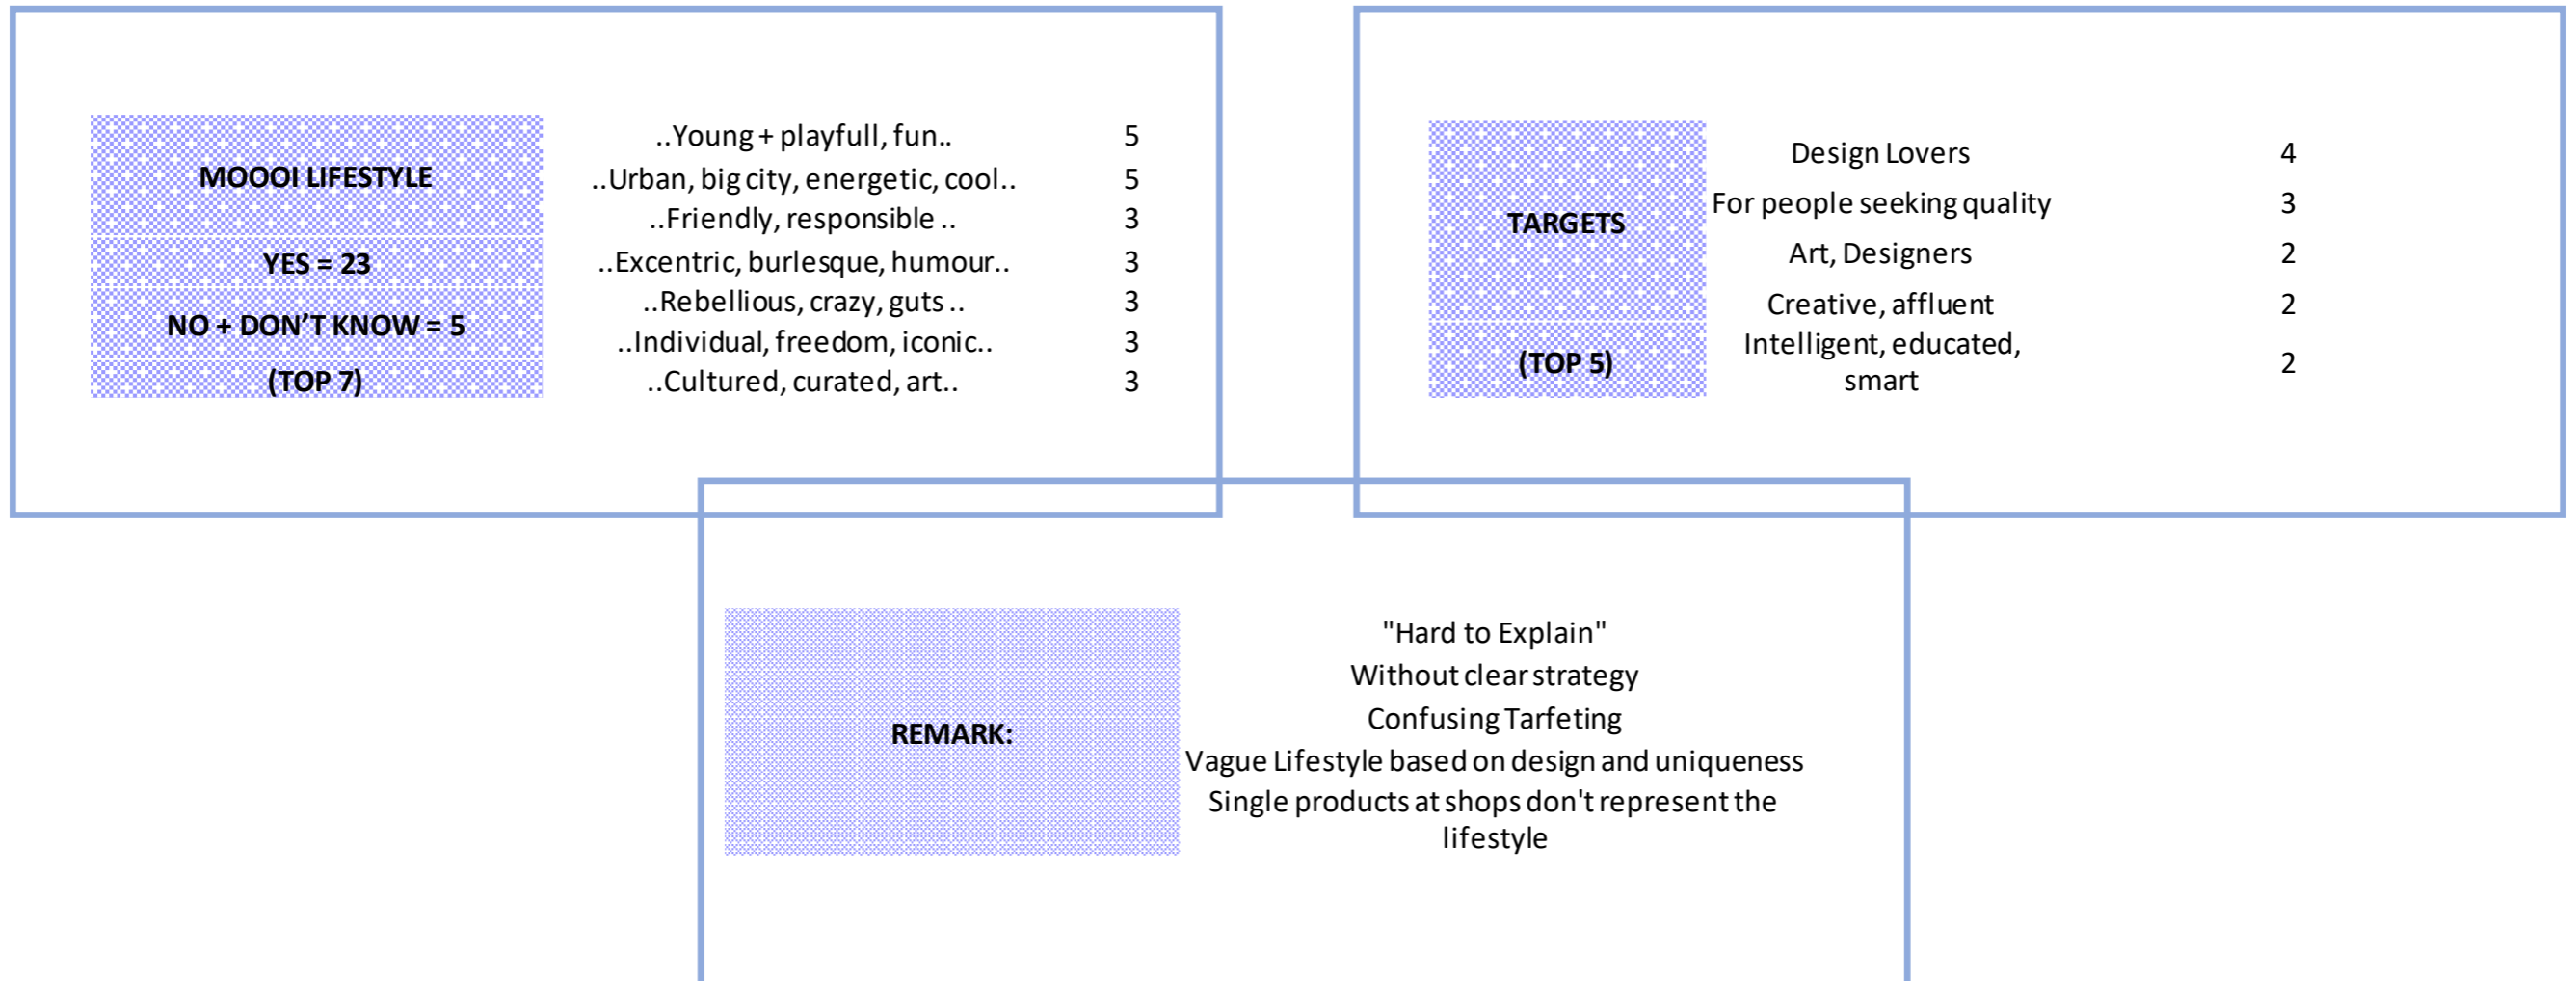 MOOOI LIFESTYLE
YES = 23
NO + DON'T KNOW = 5
(TOP 7)
..Young + playfull, fun.. 5
..Urban, big city, energetic, cool.. 5
..Friendly, responsible .. 3
..Excentric, burlesque, humour.. 3
..Rebellious, crazy, guts .. 3
..Individual, freedom, iconic.. 3
..Cultured, curated, art.. 3
TARGETS
(TOP 5)
Design Lovers 4
For people seeking quality 3
Art, Designers 2
Creative, affluent 2
Intelligent, educated,
smart 2
REMARK:
"Hard to Explain"
Without clear strategy
Confusing Tarfeting
Vague Lifestyle based on design and uniqueness
Single products at shops don't represent the
lifestyle